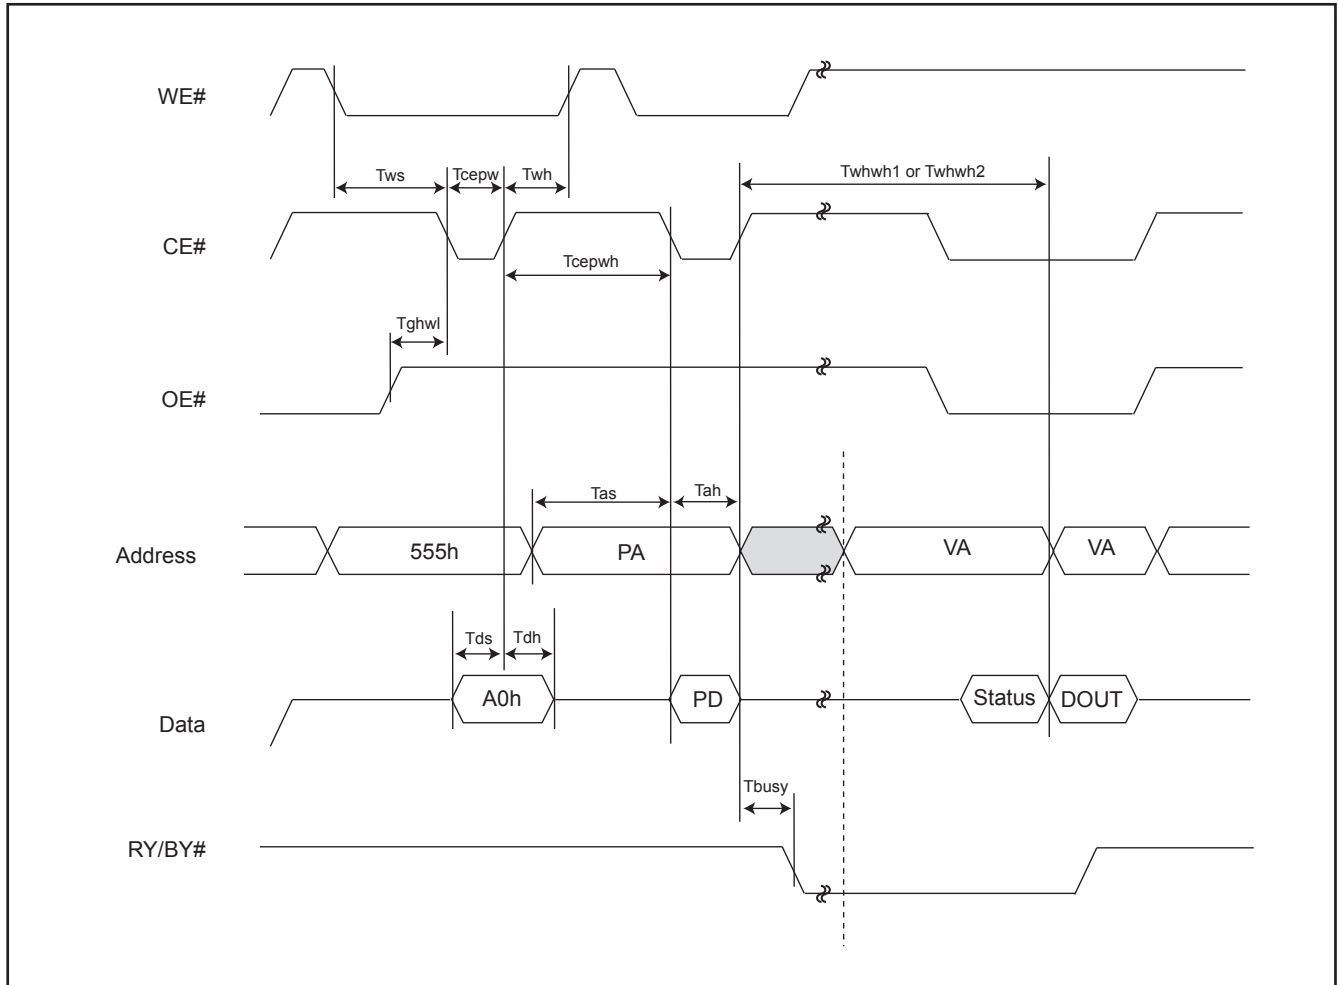 WE#
Tws
Tcepw
Twh
Twhwh1 or Twhwh2
CE#
Tcepwh
Tghwl
OE#
Tas
Tah
Address
555h
PA
VA
VA
Tds
Tdh
Data
A0h
PD
Status
DOUT
Tbusy
RY/BY#